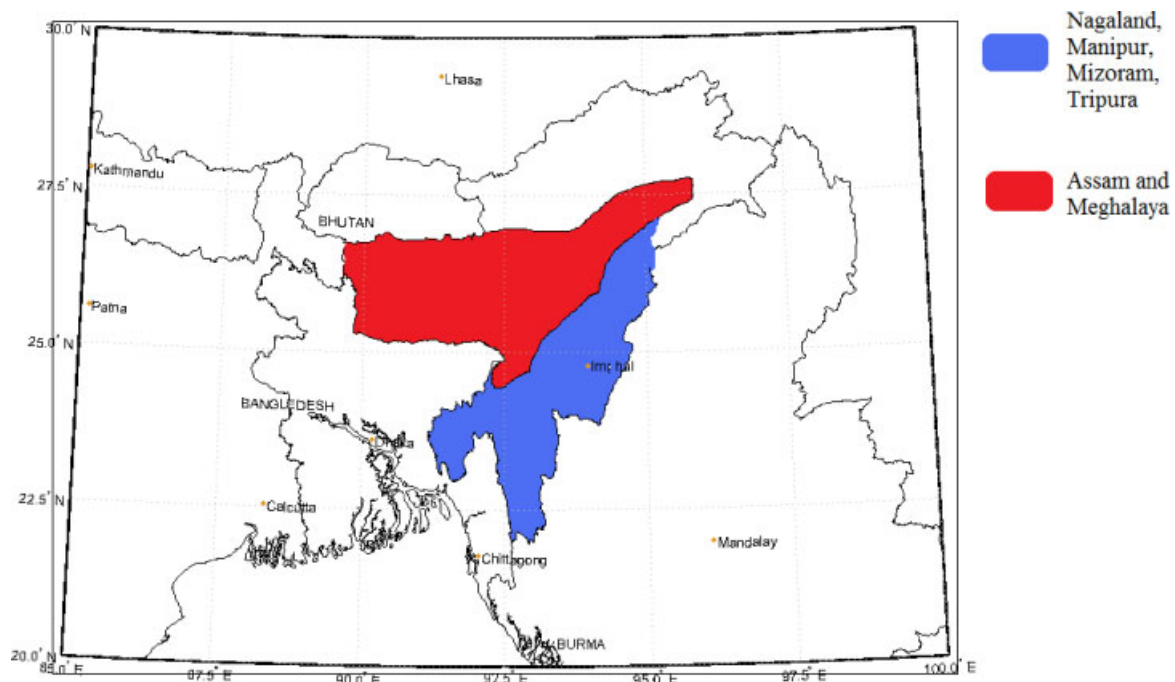 30.0° N
Lhasa
Kathmandu
27.5° N
BHUTAN
Patna
25.0° N
Imphal
BANGLEDESH
Dhaka
22.5° N
Calcutta
Mandalay
Chittagong
BURMA
20.0° N
85.0° E
87.5° E
90.0° E
92.5° E
95.0° E
97.5° E
100.0° E
Nagaland,
Manipur,
Mizoram,
Tripura
Assam and
Meghalaya